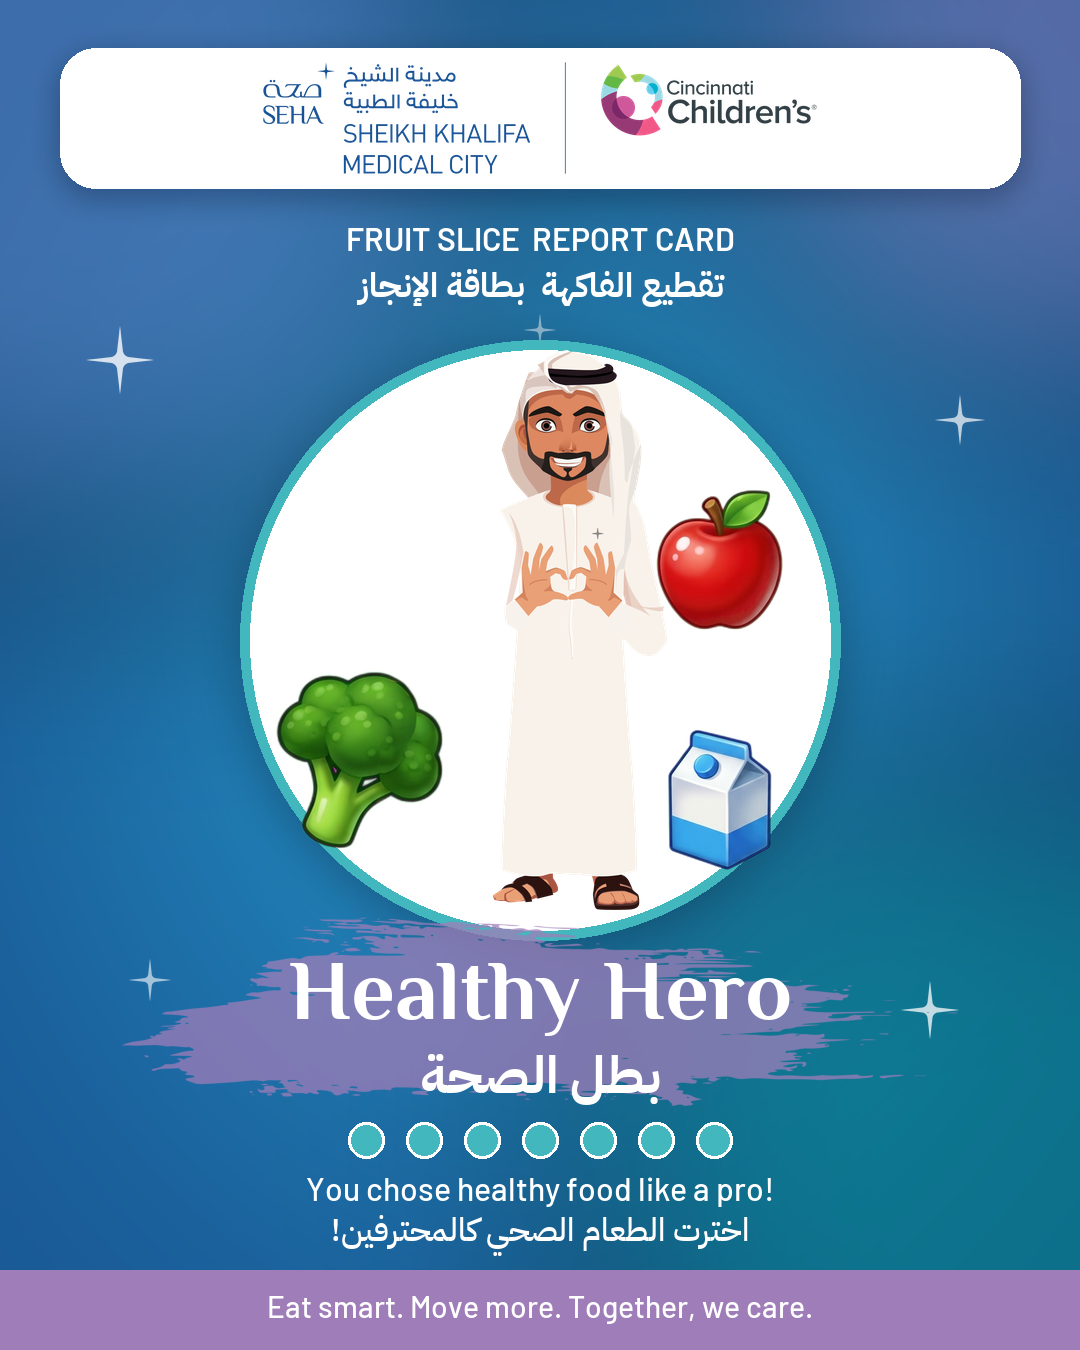 صحة
SEHA
مدينة الشيخ
خليفة الطبية
SHEIKH KHALIFA
MEDICAL CITY
Cincinnati
Children's®
FRUIT SLICE REPORT CARD
تقطيع الفاكهة بطاقة الإنجاز
Healthy Hero
بطل الصحة
You chose healthy food like a pro!
اخترت الطعام الصحي كالمحترفين!
Eat smart. Move more. Together, we care.